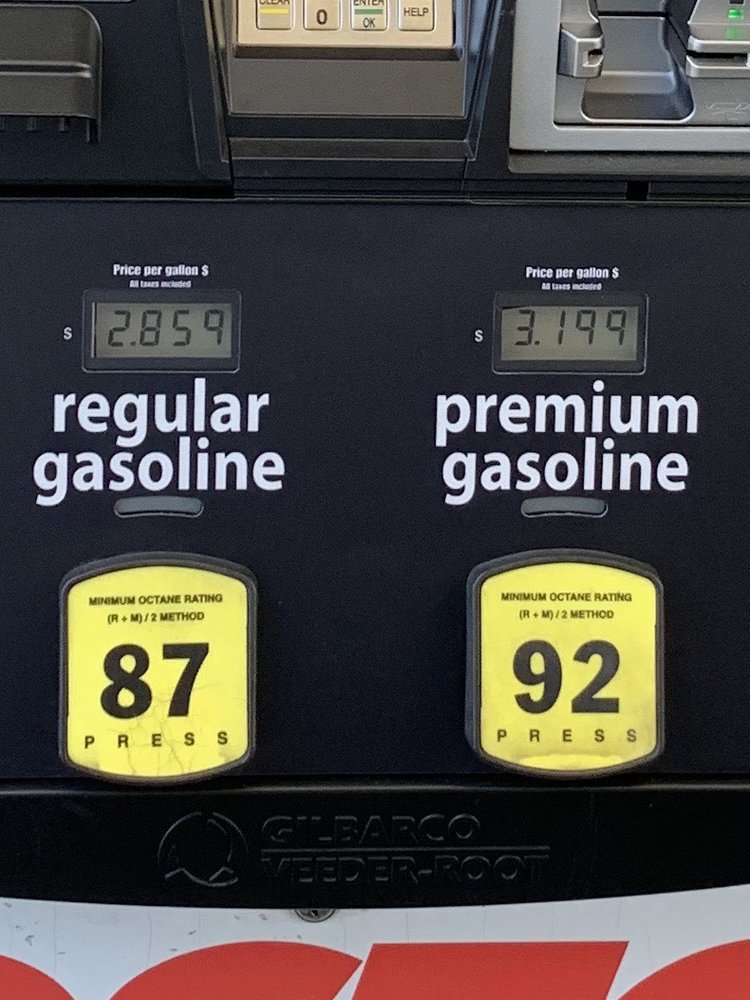 CLEAR
0
ENTER
OK
HELP
Price per gallon $
All taxes included
$ 2.859
regular
gasoline
MINIMUM OCTANE RATING
(R + M) / 2 METHOD
87
PRESS
Price per gallon $
All taxes included
$ 3.199
premium
gasoline
MINIMUM OCTANE RATING
(R + M) / 2 METHOD
92
PRESS
GILBARCO
VEEDER-ROOT